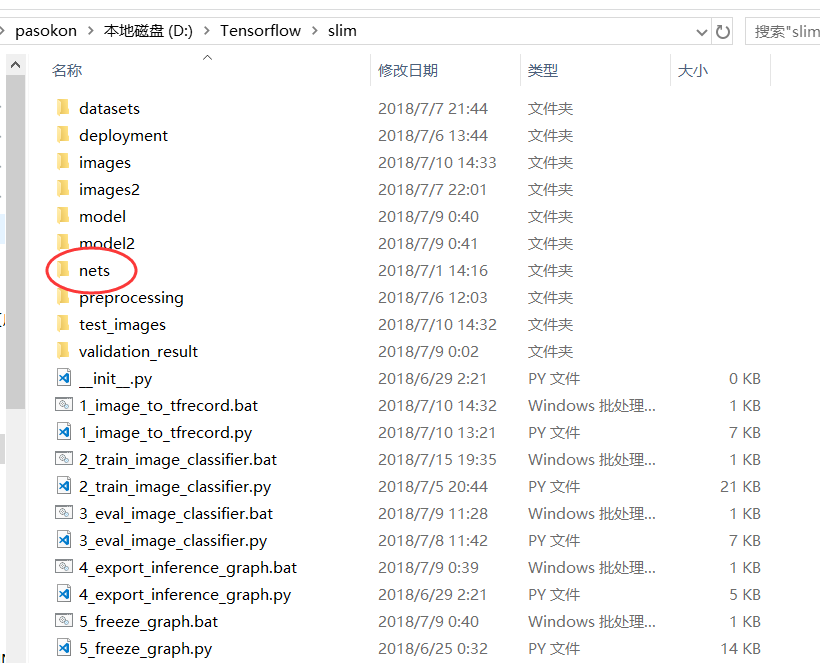 pasokon > 本地磁盘 (D:) > Tensorflow > slim 搜索"slim
名称 修改日期 类型 大小
datasets 2018/7/7 21:44 文件夹
deployment 2018/7/6 13:44 文件夹
images 2018/7/10 14:33 文件夹
images2 2018/7/7 22:01 文件夹
model 2018/7/9 0:40 文件夹
model2 2018/7/9 0:41 文件夹
nets 2018/7/1 14:16 文件夹
preprocessing 2018/7/6 12:03 文件夹
test_images 2018/7/10 14:32 文件夹
validation_result 2018/7/9 0:02 文件夹
__init__.py 2018/6/29 2:21 PY 文件 0 KB
1_image_to_tfrecord.bat 2018/7/10 14:32 Windows 批处理... 1 KB
1_image_to_tfrecord.py 2018/7/10 13:21 PY 文件 7 KB
2_train_image_classifier.bat 2018/7/15 19:35 Windows 批处理... 1 KB
2_train_image_classifier.py 2018/7/5 20:44 PY 文件 21 KB
3_eval_image_classifier.bat 2018/7/9 11:28 Windows 批处理... 1 KB
3_eval_image_classifier.py 2018/7/8 11:42 PY 文件 7 KB
4_export_inference_graph.bat 2018/7/9 0:39 Windows 批处理... 1 KB
4_export_inference_graph.py 2018/6/29 2:21 PY 文件 5 KB
5_freeze_graph.bat 2018/7/9 0:40 Windows 批处理... 1 KB
5_freeze_graph.py 2018/6/25 0:32 PY 文件 14 KB